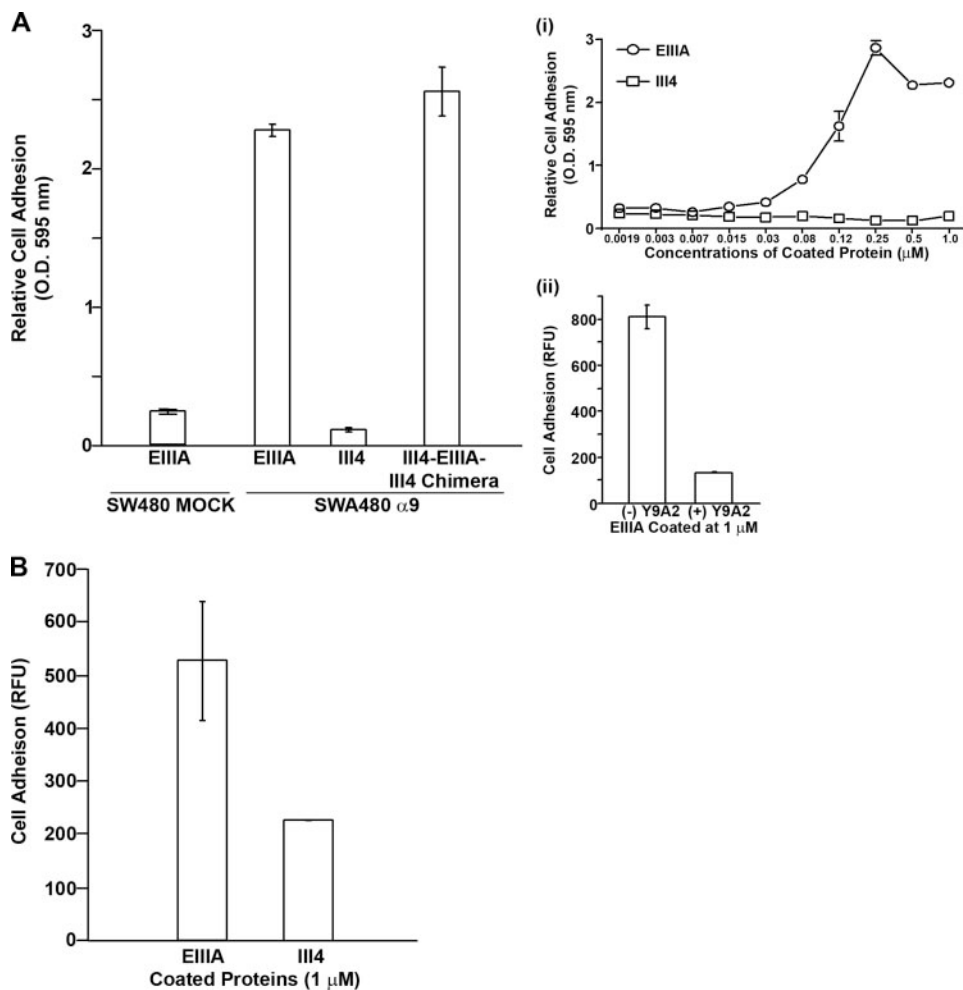 A
Relative Cell Adhesion
(O.D. 595 nm)
3
2
1
0
EIIIA
EIIIA
III4
III4-EIIIA-
III4 Chimera
SW480 MOCK
SWA480 α9
(i)
EIIIA
III4
Relative Cell Adhesion
(O.D. 595 nm)
3
2
1
0
0.0019 0.003 0.007 0.015 0.03 0.08 0.12 0.25 0.5 1.0
Concentrations of Coated Protein (μM)
(ii)
Cell Adhesion (RFU)
800
600
400
200
0
(-) Y9A2 (+) Y9A2
EIIIA Coated at 1 μM
B
Cell Adheison (RFU)
700
600
500
400
300
200
100
0
EIIIA
III4
Coated Proteins (1 μM)